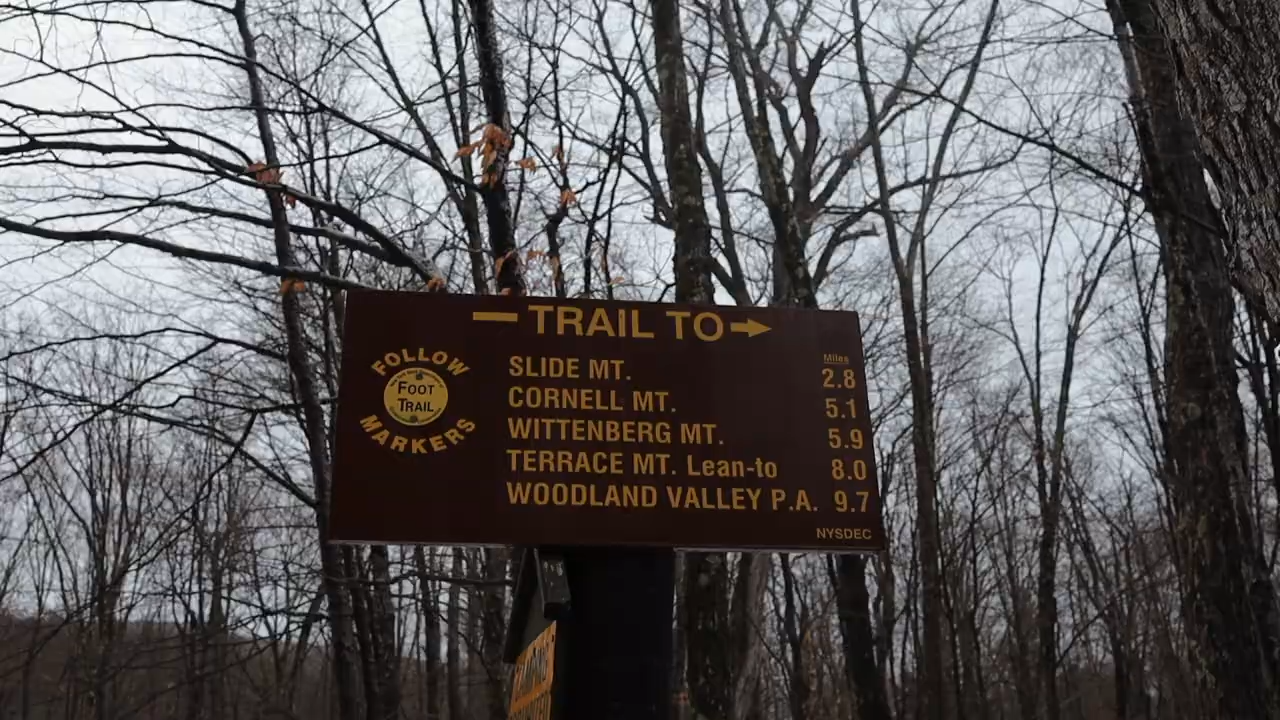 TRAIL TO
FOLLOW
FOOT
TRAIL
MARKERS
Miles
SLIDE MT. 2.8
CORNELL MT. 5.1
WITTENBERG MT. 5.9
TERRACE MT. Lean-to 8.0
WOODLAND VALLEY P.A. 9.7
NYSDEC